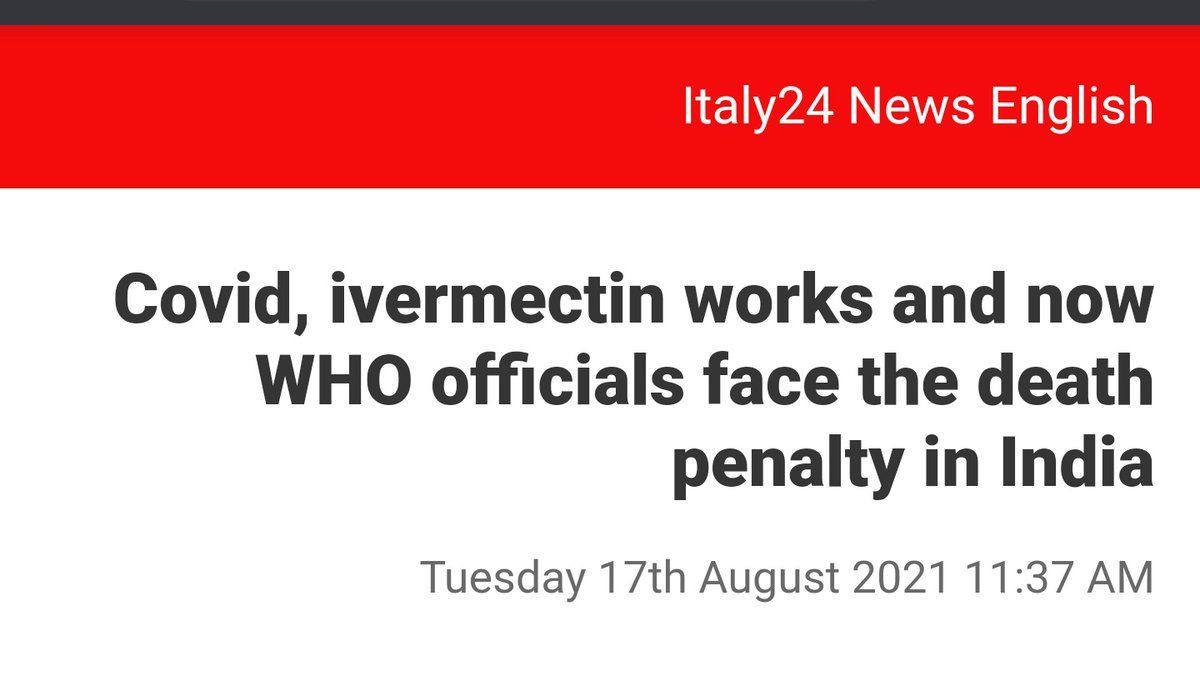 Italy24 News English
Covid, ivermectin works and now
WHO officials face the death
penalty in India
Tuesday 17th August 2021 11:37 AM